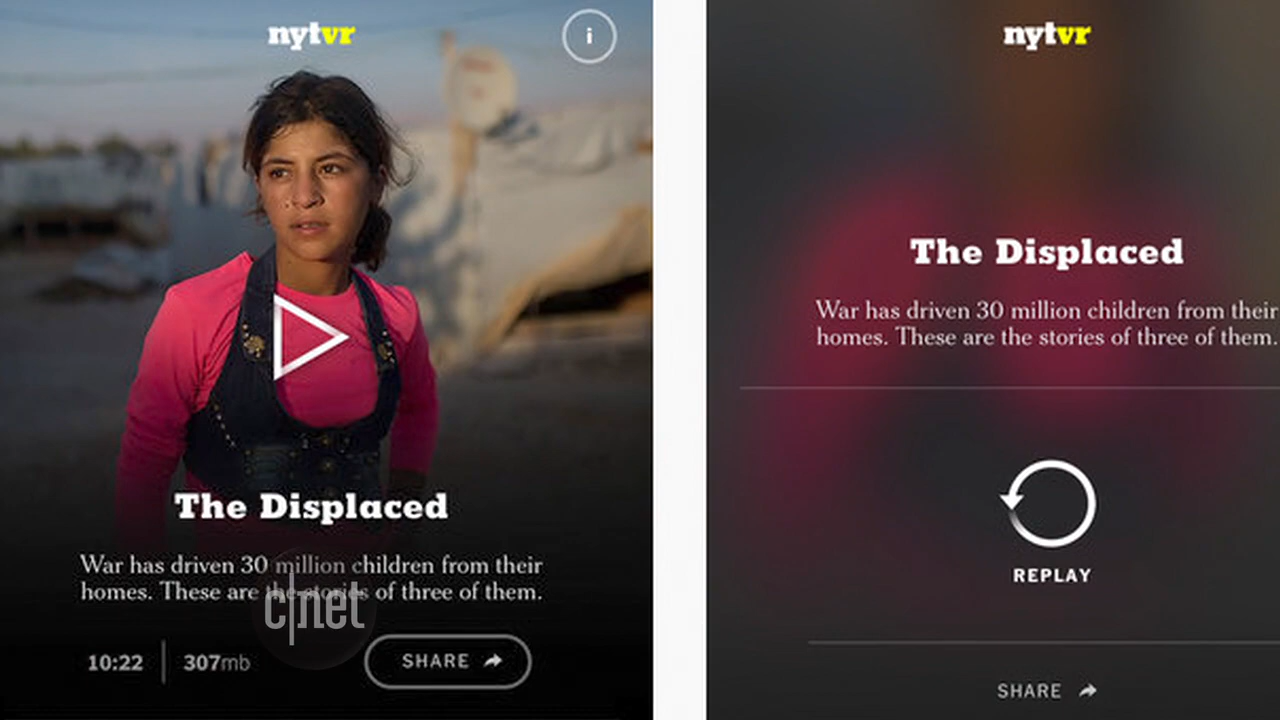 nytvr
i
The Displaced
War has driven 30 million children from their
homes. These are the stories of three of them.
c|net
10:22
307mb
SHARE
nytvr
The Displaced
War has driven 30 million children from their
homes. These are the stories of three of them.
REPLAY
SHARE